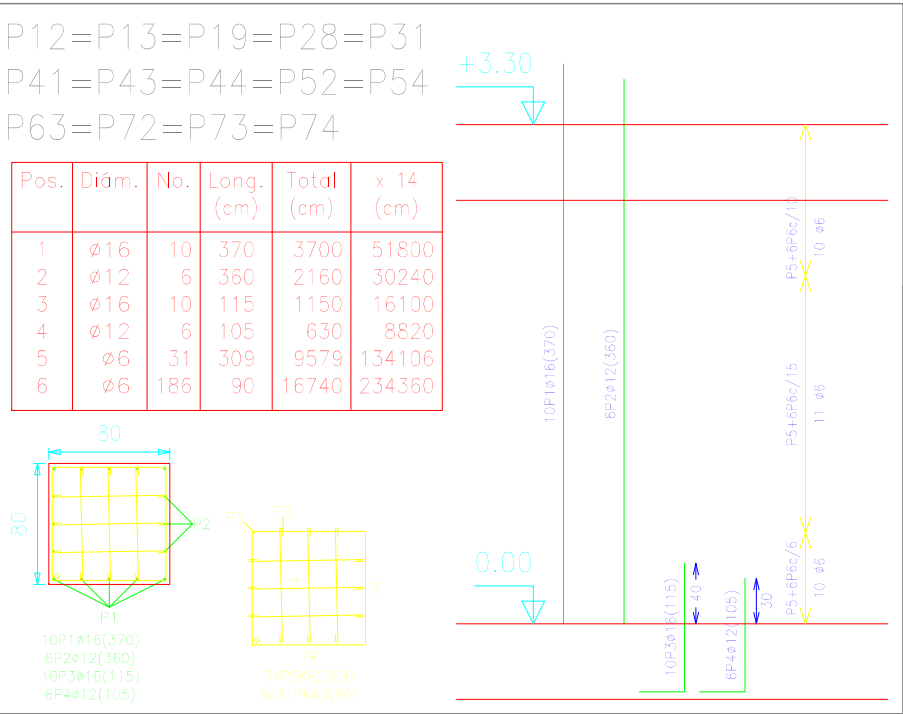 P12=P13=P19=P28=P31
P41=P43=P44=P52=P54
P63=P72=P73=P74
Pos. Diám. No. Long. (cm) Total (cm) x 14 (cm)
1 ø16 10 370 3700 51800
2 ø12 6 360 2160 30240
3 ø16 10 115 1150 16100
4 ø12 6 105 630 8820
5 ø6 31 309 9579 134106
6 ø6 186 90 16740 234360
80
80
P2
P1
10P1ø16(370)
6P2ø12(360)
10P3ø16(115)
6P4ø12(105)
74
+3.30
0.00
10P1ø16(370)
6P2ø12(360)
10P3ø16(115)
40
6P4ø12(105)
30
P5+6P6c/10
10 ø6
P5+6P6c/15
11 ø6
P5+6P6c/6
10 ø6